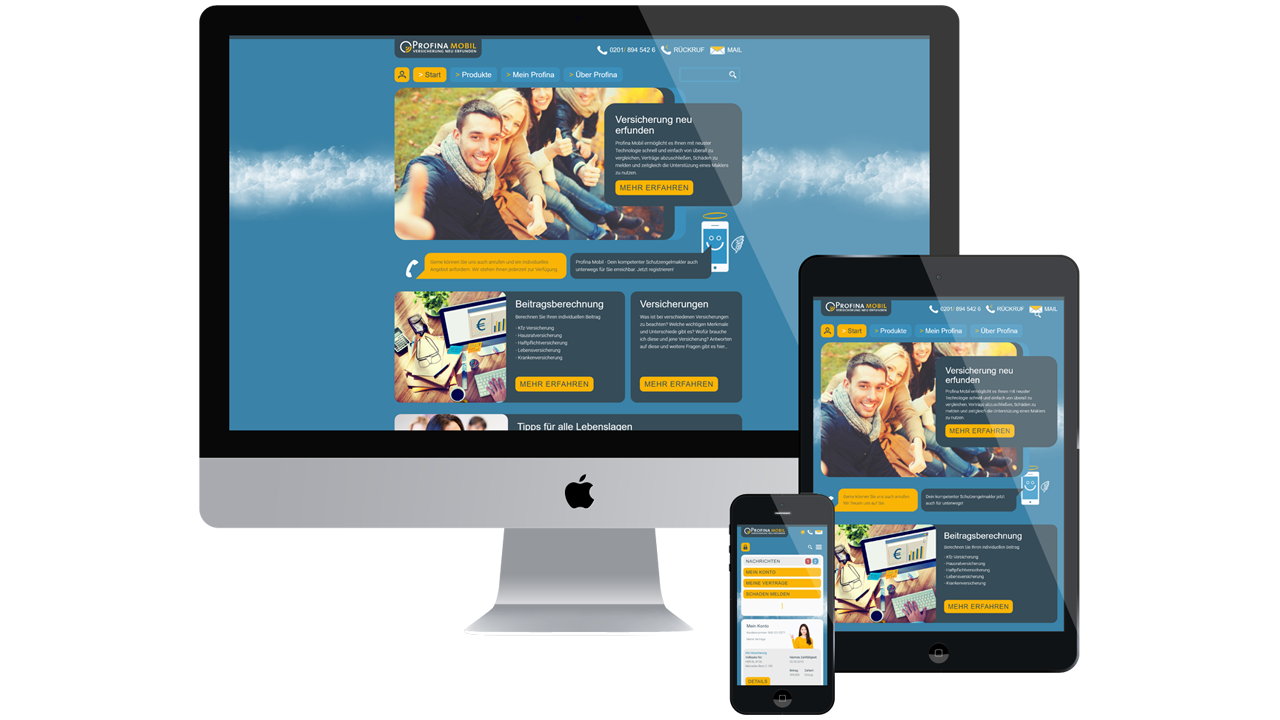 PROFINA MOBIL
VERSICHERUNG NEU ERFUNDEN
0201/ 894 542 6 RÜCKRUF MAIL
> Start > Produkte > Mein Profina > Über Profina
Versicherung neu
erfunden
Profina Mobil ermöglicht es Ihnen mit neuster
Technologie schnell und einfach von überall zu
vergleichen, Verträge abzuschließen, Schäden zu
melden und zeitgleich die Unterstützung eines Maklers
zu nutzen
MEHR ERFAHREN
Gerne können Sie uns auch anrufen und ein individuelles
Angebot anfordern. Wir stehen Ihnen jederzeit zur Verfügung.
Profina Mobil - Dein kompetenter Schutzengelmakler auch
unterwegs für Sie erreichbar. Jetzt registrieren!
Beitragsberechnung
Berechnen Sie Ihren individuellen Beitrag
- Kfz-Versicherung
- Hausratversicherung
- Haftpflichtversicherung
- Lebensversicherung
- Krankenversicherung
MEHR ERFAHREN
Versicherungen
Was ist bei verschiedenen Versicherungen
zu beachten? Welche wichtigen Merkmale
und Unterschiede gibt es? Wofür brauche
ich diese und jene Versicherung? Antworten
auf diese und weitere Fragen gibt es hier...
MEHR ERFAHREN
Tipps für alle Lebenslagen
PROFINA MOBIL
VERSICHERUNG NEU ERFUNDEN
0201/ 894 542 6 RÜCKRUF MAIL
> Start > Produkte > Mein Profina > Über Profina
Versicherung neu
erfunden
Profina Mobil ermöglicht es Ihnen mit neuster
Technologie schnell und einfach von überall zu
vergleichen, Verträge abzuschließen, Schäden zu
melden und zeitgleich die Unterstützung eines Maklers
zu nutzen
MEHR ERFAHREN
Gerne können Sie uns auch anrufen.
Wir freuen uns auf Sie.
Dein kompetenter Schutzengelmakler jetzt
auch für unterwegs!
Beitragsberechnung
Berechnen Sie Ihren individuellen Beitrag
- Kfz-Versicherung
- Hausratversicherung
- Haftpflichtversicherung
- Lebensversicherung
- Krankenversicherung
MEHR ERFAHREN
PROFINA MOBIL
VERSICHERUNG NEU ERFUNDEN
NACHRICHTEN
MEIN KONTO
MEINE VERTRÄGE
SCHADEN MELDEN
Mein Konto
Meine Verträge
DETAILS